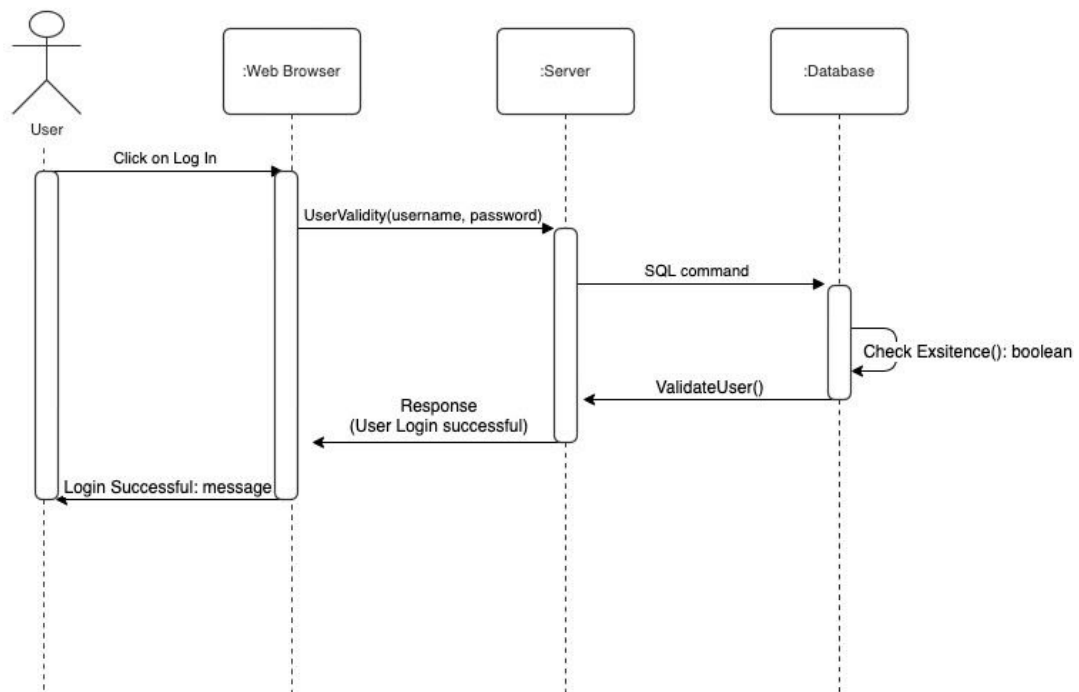 :Web Browser
:Server
:Database
User
Click on Log In
UserValidity(username, password)
SQL command
Check Exsitence(): boolean
ValidateUser()
Response
(User Login successful)
Login Successful: message